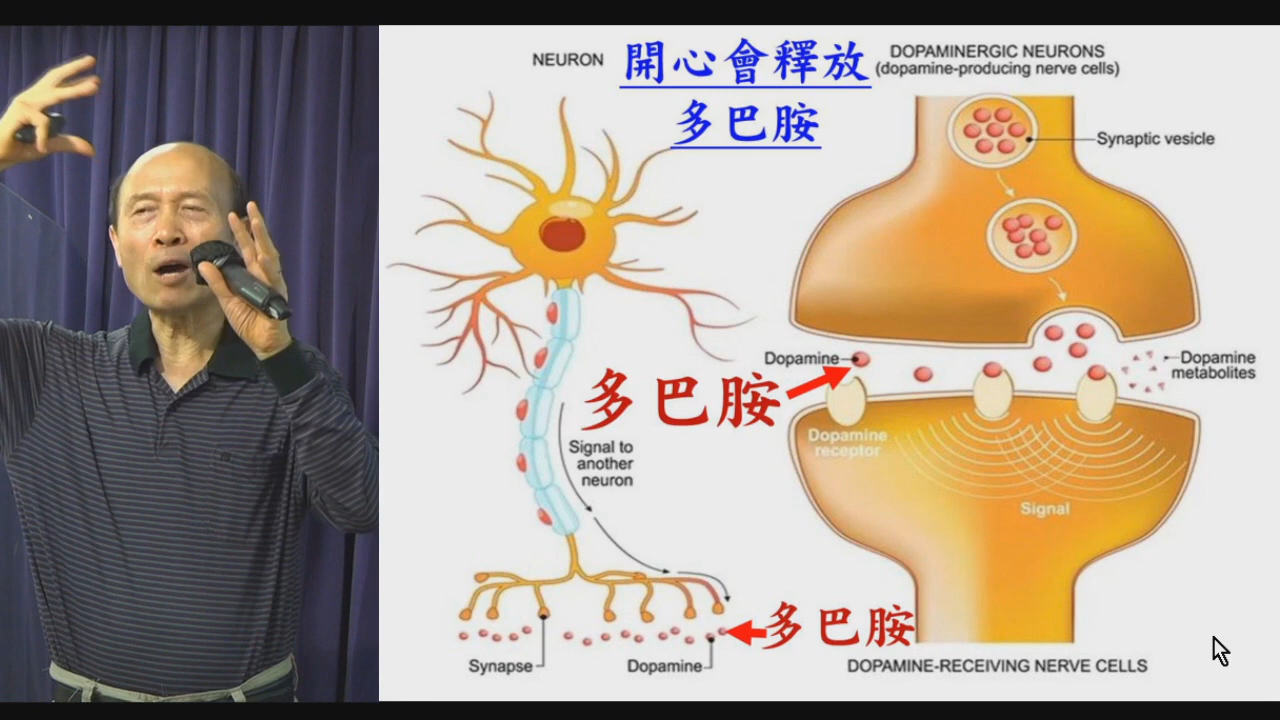 NEURON
開心會釋放
多巴胺
DOPAMINERGIC NEURONS
(dopamine-producing nerve cells)
Synaptic vesicle
Dopamine
Dopamine
metabolites
多巴胺
Dopamine
receptor
Signal to
another
neuron
Signal
多巴胺
Synapse
Dopamine
DOPAMINE-RECEIVING NERVE CELLS